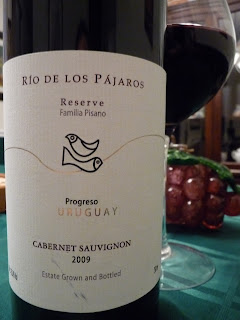 RÍO DE LOS PÁJAROS
Reserve
Familia Pisano
Progreso
URUGUAY
CABERNET SAUVIGNON
2009
Estate Grown and Bottled